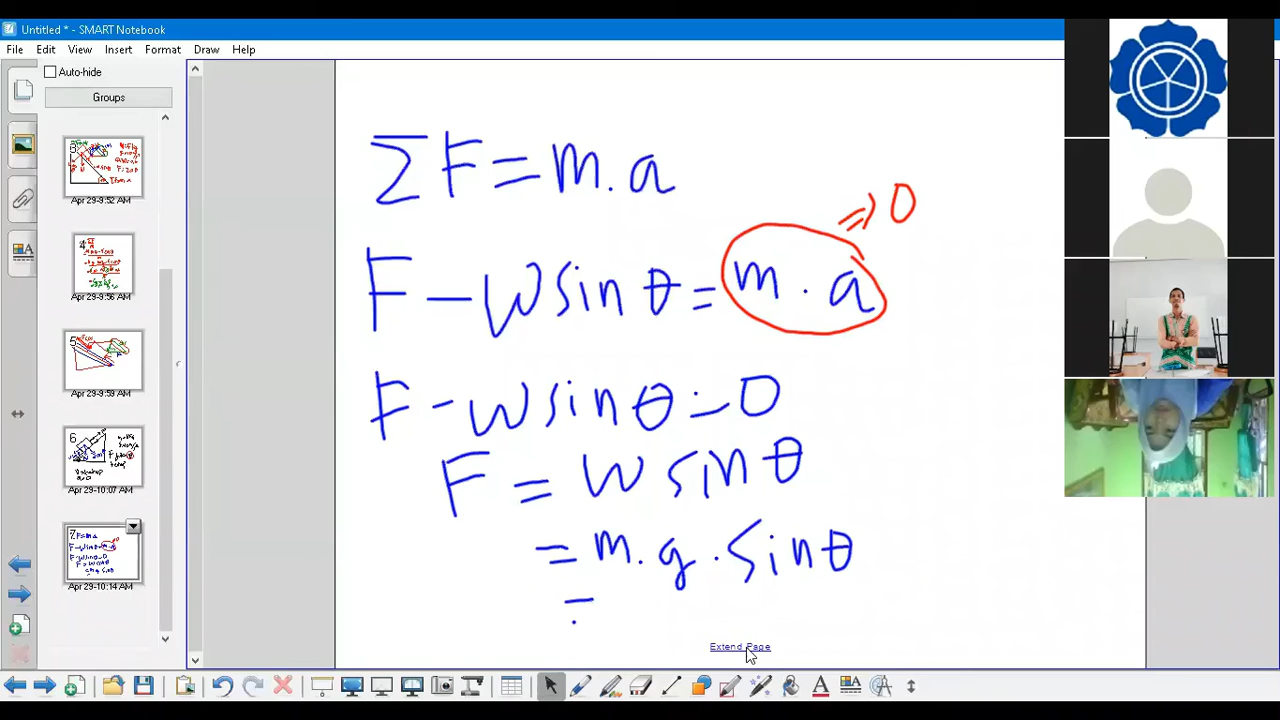 Untitled * - SMART Notebook
File Edit View Insert Format Draw Help
Auto-hide
Groups
Apr 29-9:52 AM
Apr 29-9:56 AM
Apr 29-9:59 AM
Apr 29-10:07 AM
Apr 29-10:14 AM
ΣF = m.a
⇒ 0
F - W sin θ = m . a
F - W sin θ = 0
F = W sin θ
= m.g. sin θ
=
Extend Page